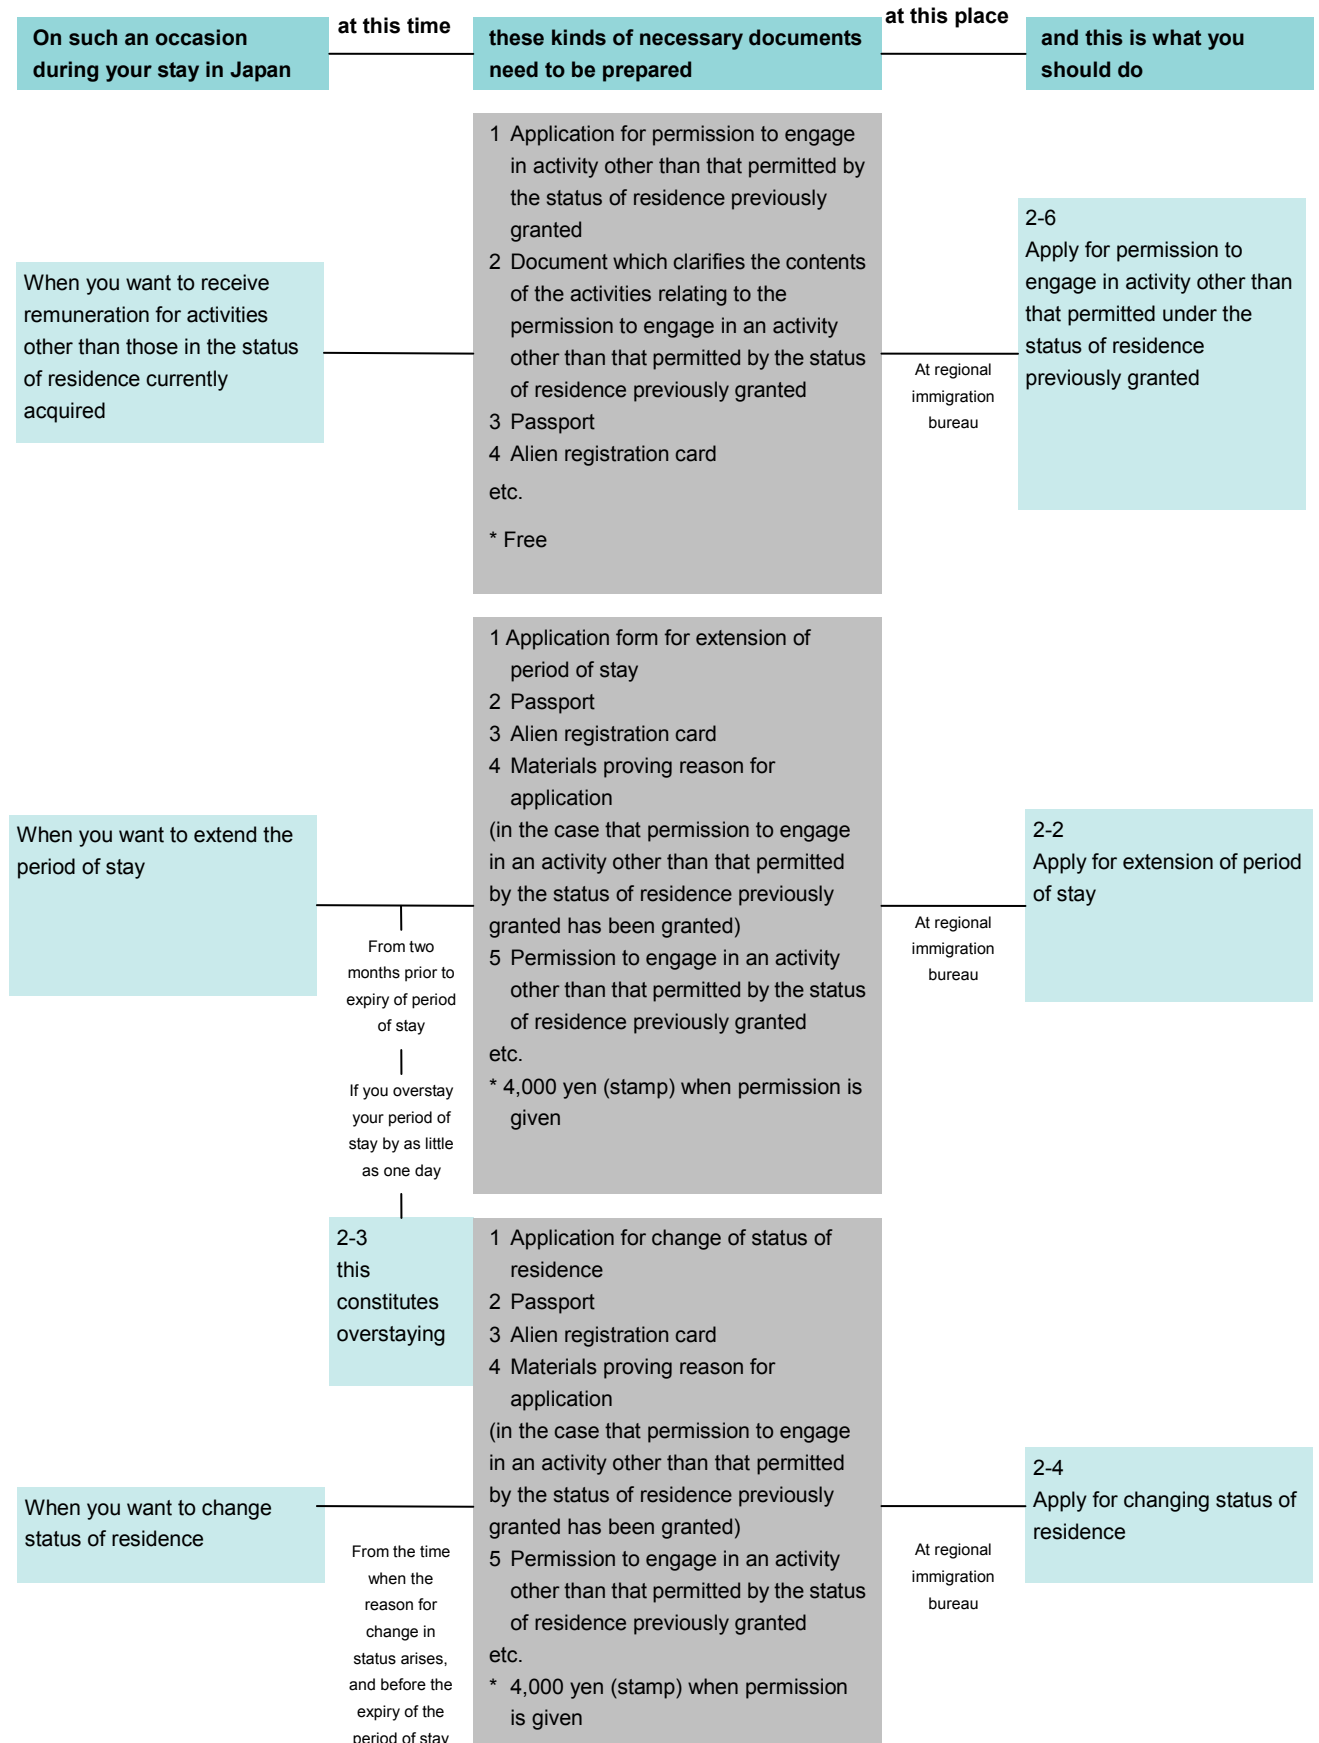 On such an occasion
during your stay in Japan
at this time
these kinds of necessary documents
need to be prepared
at this place
and this is what you
should do
When you want to receive
remuneration for activities
other than those in the status
of residence currently
acquired
1 Application for permission to engage
in activity other than that permitted by
the status of residence previously
granted
2 Document which clarifies the contents
of the activities relating to the
permission to engage in an activity
other than that permitted by the status
of residence previously granted
3 Passport
4 Alien registration card
etc.
* Free
At regional
immigration
bureau
2-6
Apply for permission to
engage in activity other than
that permitted under the
status of residence
previously granted
When you want to extend the
period of stay
From two
months prior to
expiry of period
of stay
If you overstay
your period of
stay by as little
as one day
2-3
this
constitutes
overstaying
1 Application form for extension of
period of stay
2 Passport
3 Alien registration card
4 Materials proving reason for
application
(in the case that permission to engage
in an activity other than that permitted
by the status of residence previously
granted has been granted)
5 Permission to engage in an activity
other than that permitted by the status
of residence previously granted
etc.
* 4,000 yen (stamp) when permission is
given
At regional
immigration
bureau
2-2
Apply for extension of period
of stay
When you want to change
status of residence
From the time
when the
reason for
change in
status arises,
and before the
expiry of the
period of stay
1 Application for change of status of
residence
2 Passport
3 Alien registration card
4 Materials proving reason for
application
(in the case that permission to engage
in an activity other than that permitted
by the status of residence previously
granted has been granted)
5 Permission to engage in an activity
other than that permitted by the status
of residence previously granted
etc.
* 4,000 yen (stamp) when permission
is given
At regional
immigration
bureau
2-4
Apply for changing status of
residence